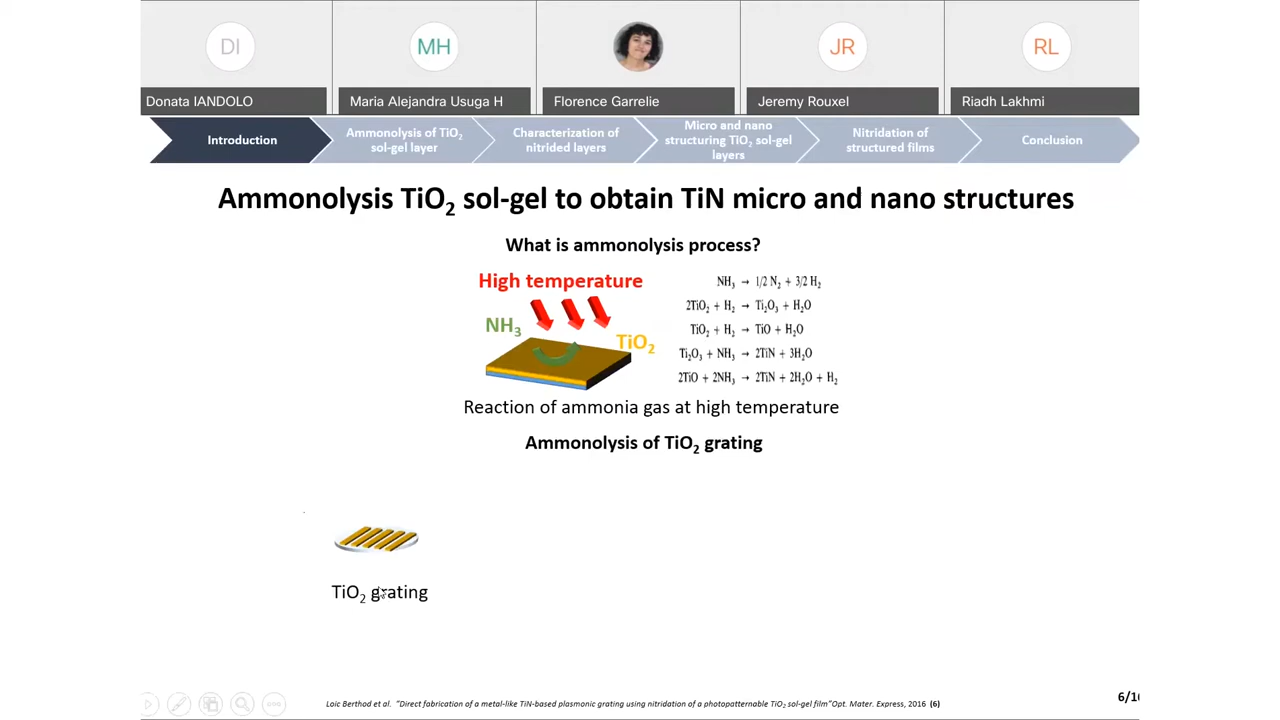 DI
MH
JR
RL
Donata IANDOLO
Maria Alejandra Usuga H
Florence Garrelie
Jeremy Rouxel
Riadh Lakhmi
Introduction
Ammonolysis of TiO₂
sol-gel layer
Characterization of
nitrided layers
Micro and nano
structuring TiO₂ sol-gel
layers
Nitridation of
structured films
Conclusion
Ammonolysis TiO₂ sol-gel to obtain TiN micro and nano structures
What is ammonolysis process?
High temperature
NH₃
TiO₂
NH₃ → 1/2 N₂ + 3/2 H₂
2TiO₂ + H₂ → Ti₂O₃ + H₂O
TiO₂ + H₂ → TiO + H₂O
Ti₂O₃ + NH₃ → 2TiN + 3H₂O
2TiO + 2NH₃ → 2TiN + 2H₂O + H₂
Reaction of ammonia gas at high temperature
Ammonolysis of TiO₂ grating
TiO₂ grating
Loic Berthod et al. "Direct fabrication of a metal-like TiN-based plasmonic grating using nitridation of a photopatternable TiO₂ sol-gel film"Opt. Mater. Express, 2016 (6)